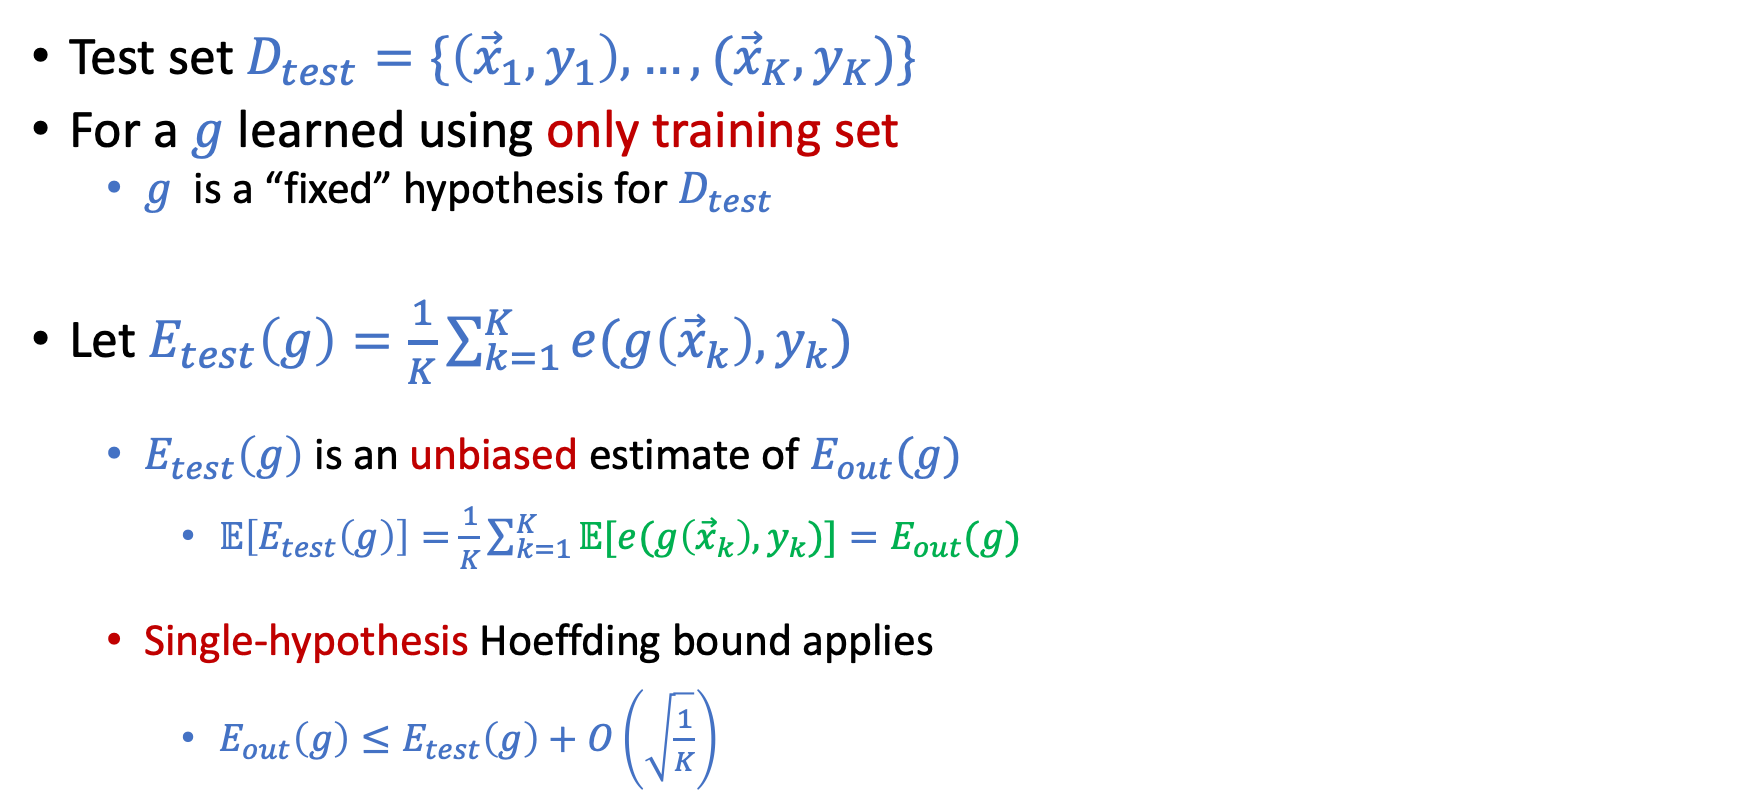 • Test set D_test = {(x⃗_1, y_1), … , (x⃗_K, y_K)}
• For a g learned using only training set
• g is a “fixed” hypothesis for D_test
• Let E_test(g) = 1/K ∑_{k=1}^{K} e(g(x⃗_k), y_k)
• E_test(g) is an unbiased estimate of E_out(g)
• 𝔼[E_test(g)] = 1/K ∑_{k=1}^{K} 𝔼[e(g(x⃗_k), y_k)] = E_out(g)
• Single-hypothesis Hoeffding bound applies
• E_out(g) ≤ E_test(g) + O(√(1/K))